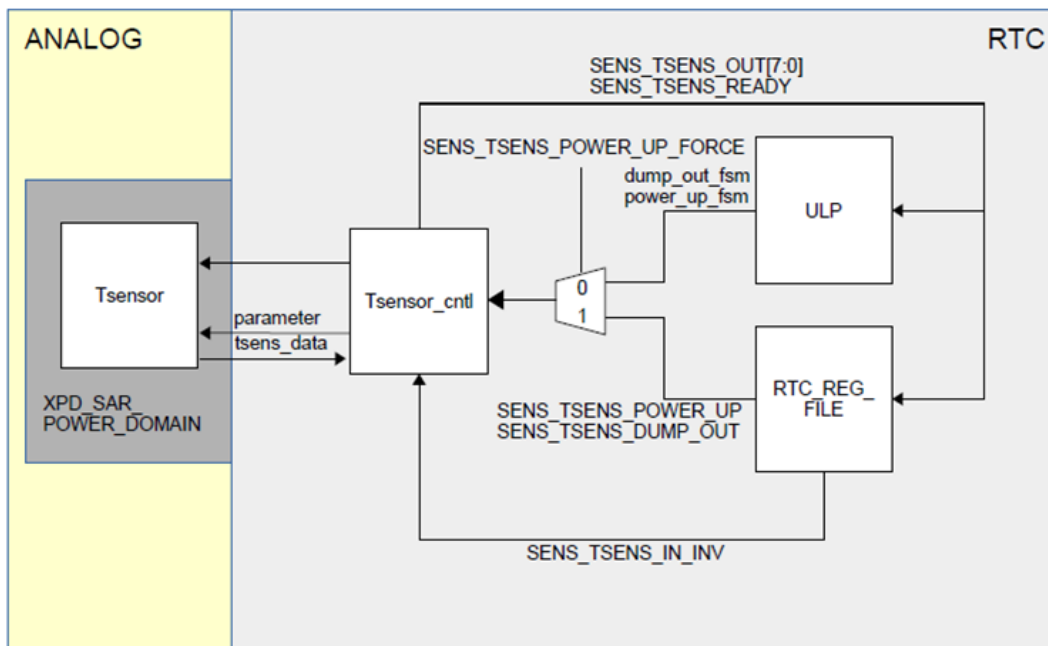 ANALOG
RTC
SENS_TSENS_OUT[7:0]
SENS_TSENS_READY
SENS_TSENS_POWER_UP_FORCE
dump_out_fsm
power_up_fsm
ULP
Tsensor
Tsensor_cntl
0
1
parameter
tsens_data
RTC_REG_
FILE
XPD_SAR_
POWER_DOMAIN
SENS_TSENS_POWER_UP
SENS_TSENS_DUMP_OUT
SENS_TSENS_IN_INV